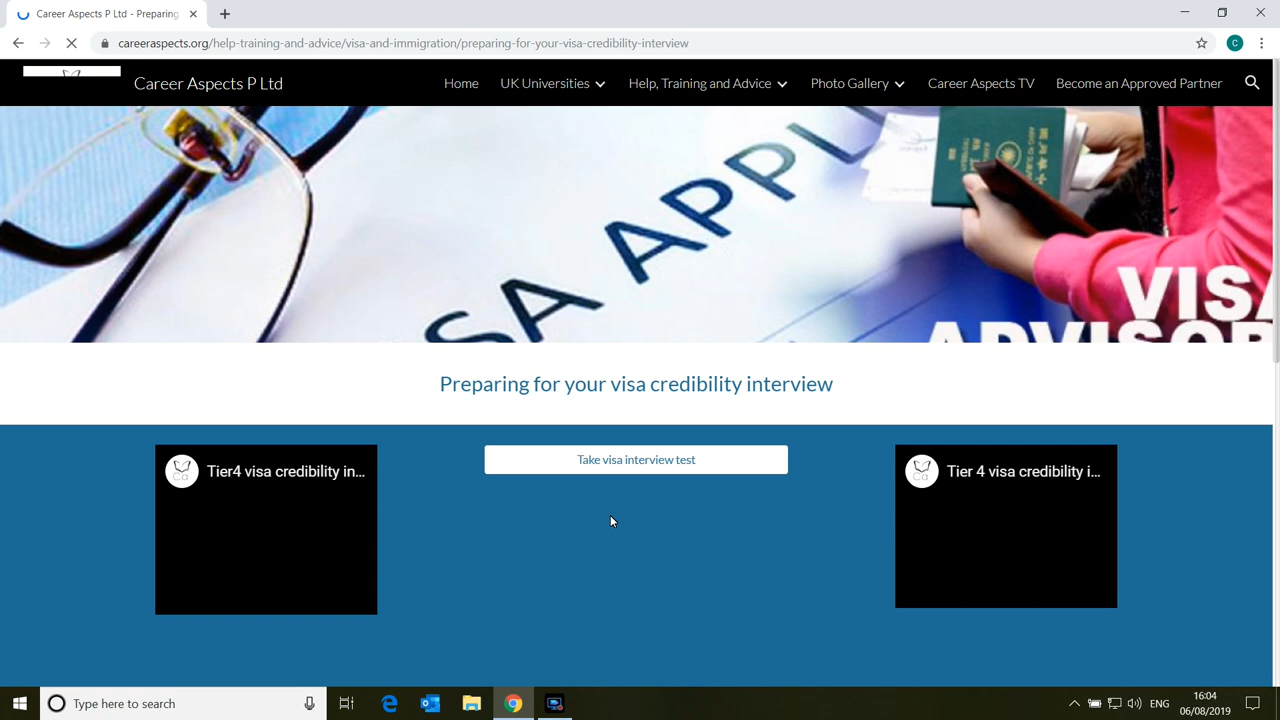 Career Aspects P Ltd - Preparing
careeraspects.org/help-training-and-advice/visa-and-immigration/preparing-for-your-visa-credibility-interview
C
Career Aspects P Ltd
Home
UK Universities
Help, Training and Advice
Photo Gallery
Career Aspects TV
Become an Approved Partner
SA APPL
VISA
ADVISOR
Preparing for your visa credibility interview
Tier4 visa credibility in...
Take visa interview test
Tier 4 visa credibility i...
Type here to search
ENG
16:04
06/08/2019